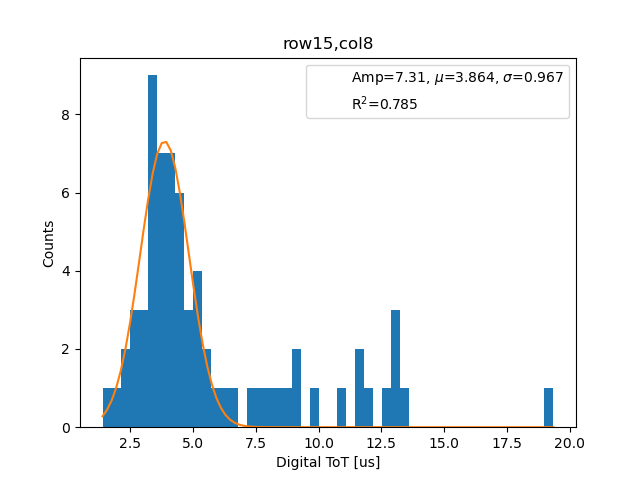 row15,col8
Amp=7.31, μ=3.864, σ=0.967
R²=0.785
Counts
8
6
4
2
0
2.5 5.0 7.5 10.0 12.5 15.0 17.5 20.0
Digital ToT [us]